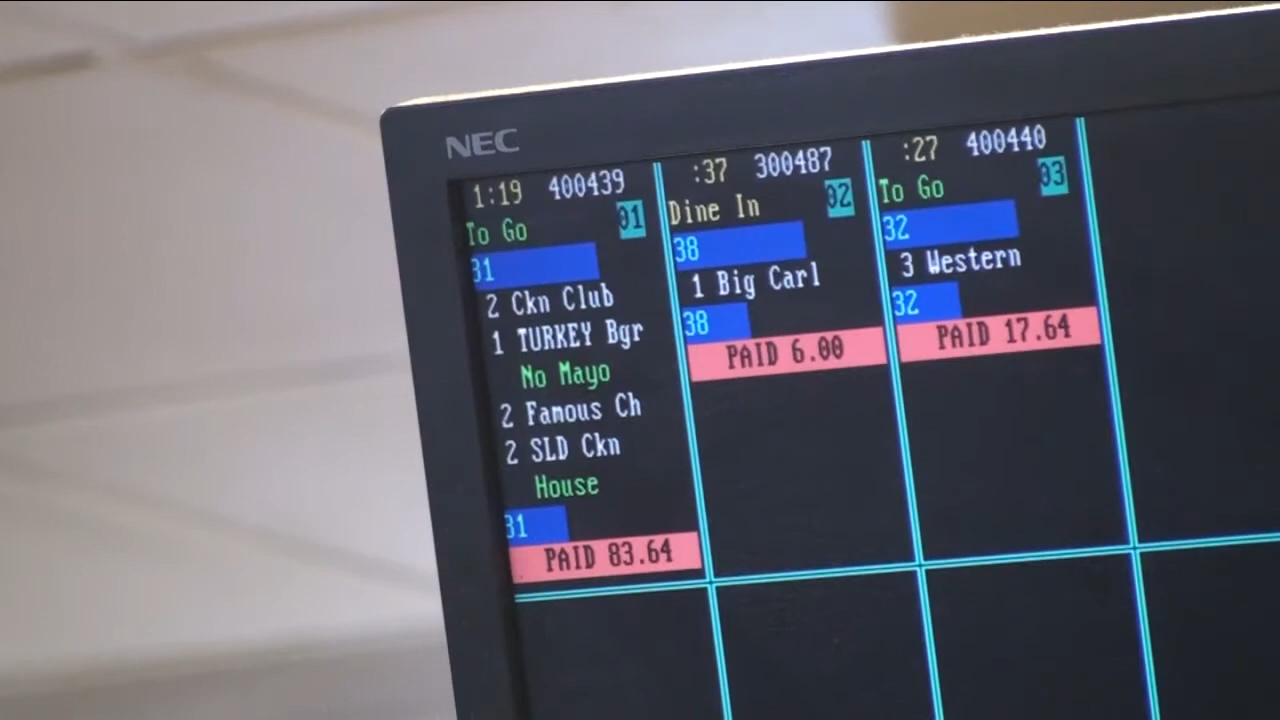 NEC
1:19 400439
To Go 01
31
2 Ckn Club
1 TURKEY Bgr
No Mayo
2 Famous Ch
2 SLD Ckn
House
31
PAID 83.64
:37 300487
Dine In 02
38
1 Big Carl
38
PAID 6.00
:27 400440
To Go 03
32
3 Western
32
PAID 17.64